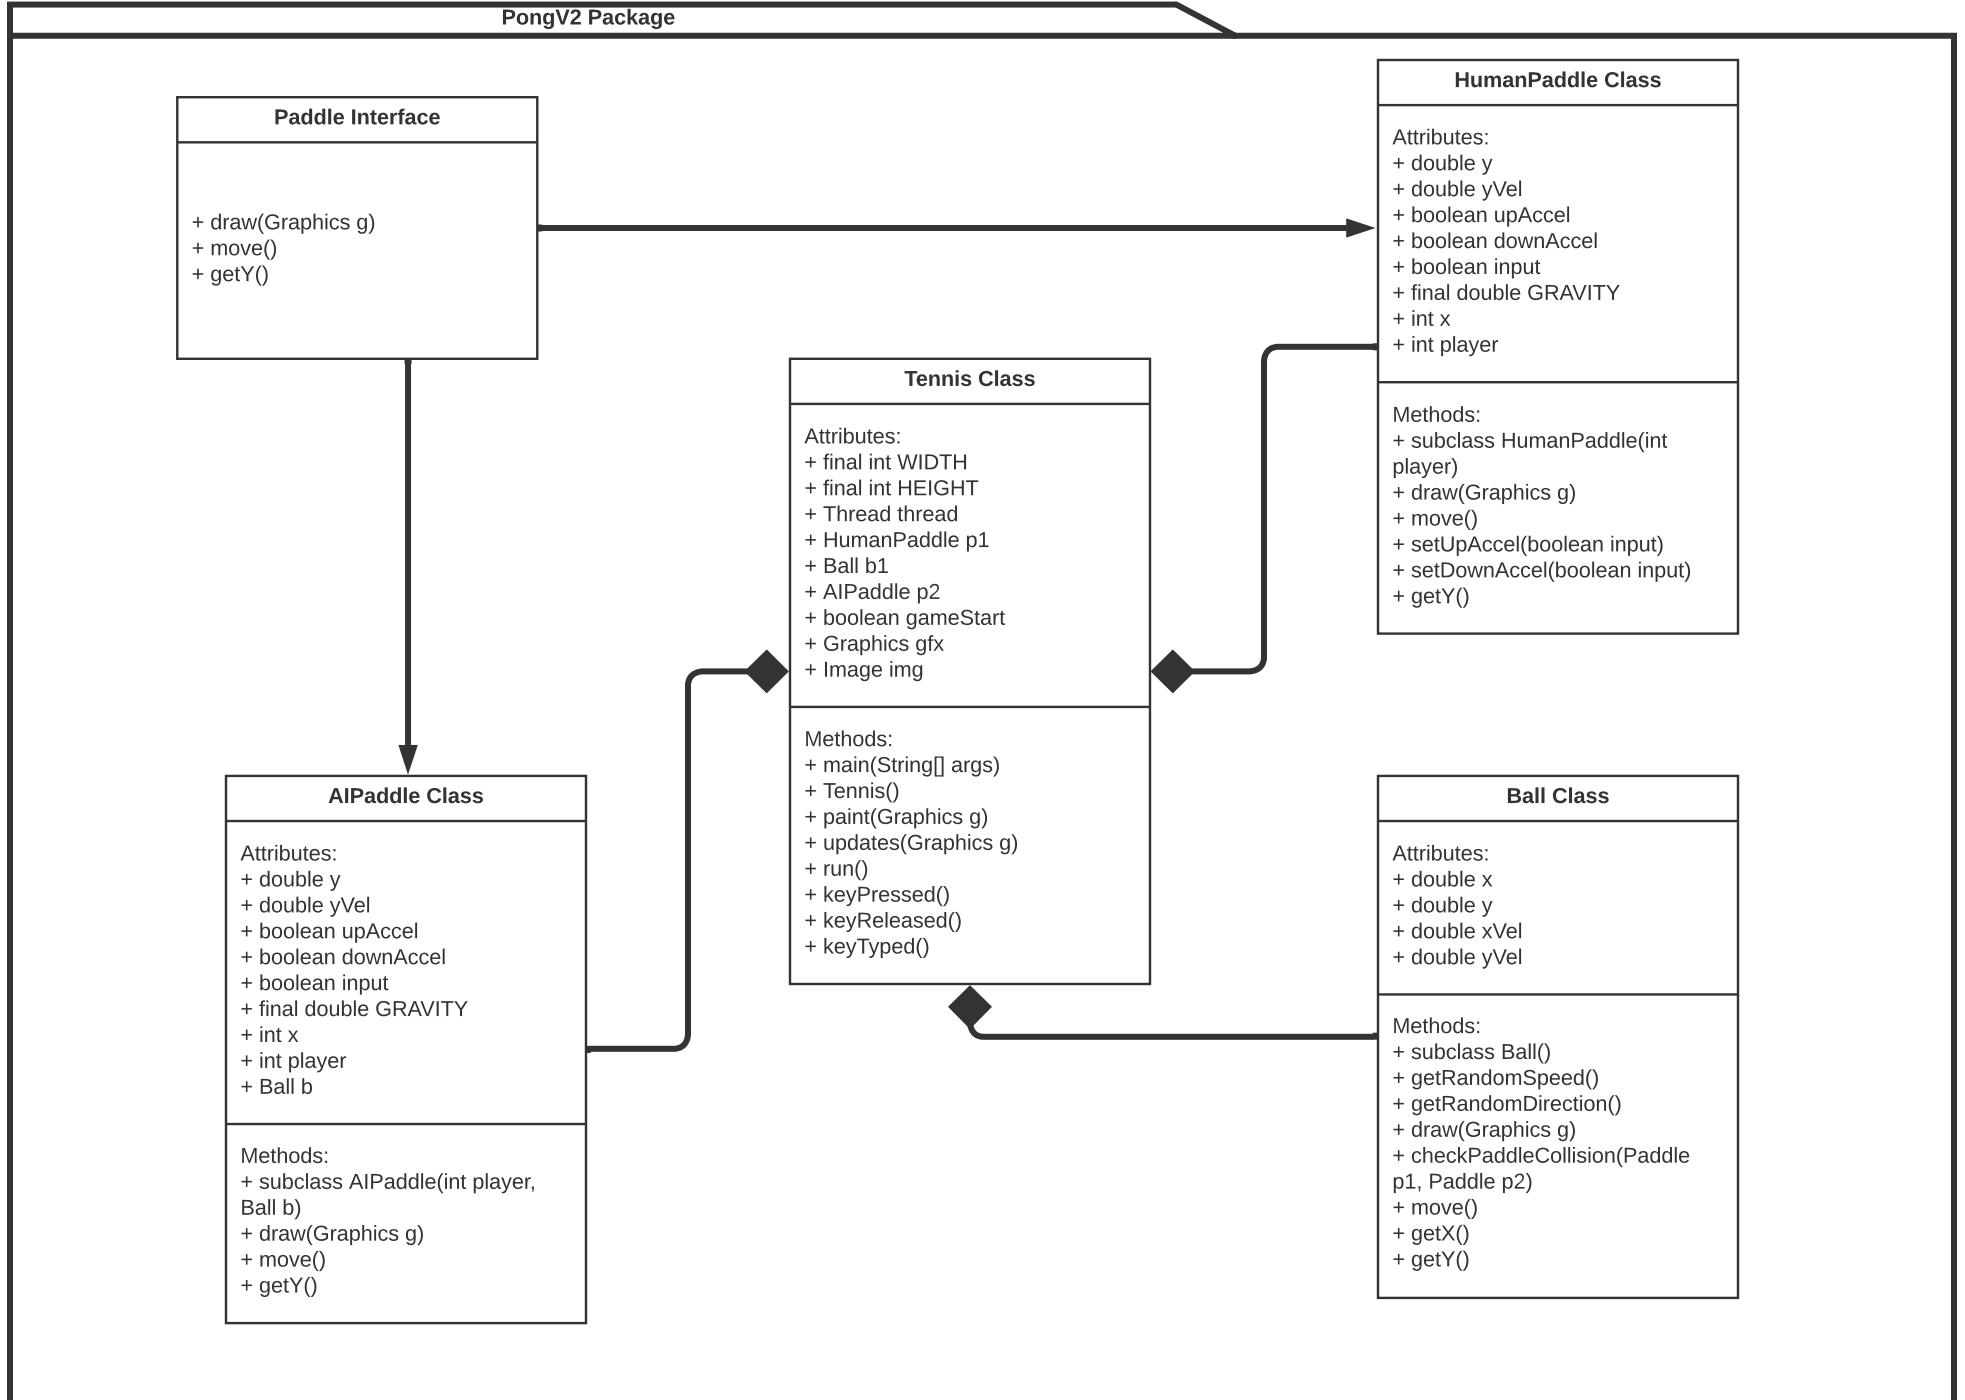 PongV2 Package
Paddle Interface
+ draw(Graphics g)
+ move()
+ getY()
HumanPaddle Class
Attributes:
+ double y
+ double yVel
+ boolean upAccel
+ boolean downAccel
+ boolean input
+ final double GRAVITY
+ int x
+ int player
Methods:
+ subclass HumanPaddle(int
player)
+ draw(Graphics g)
+ move()
+ setUpAccel(boolean input)
+ setDownAccel(boolean input)
+ getY()
Tennis Class
Attributes:
+ final int WIDTH
+ final int HEIGHT
+ Thread thread
+ HumanPaddle p1
+ Ball b1
+ AIPaddle p2
+ boolean gameStart
+ Graphics gfx
+ Image img
Methods:
+ main(String[] args)
+ Tennis()
+ paint(Graphics g)
+ updates(Graphics g)
+ run()
+ keyPressed()
+ keyReleased()
+ keyTyped()
AIPaddle Class
Attributes:
+ double y
+ double yVel
+ boolean upAccel
+ boolean downAccel
+ boolean input
+ final double GRAVITY
+ int x
+ int player
+ Ball b
Methods:
+ subclass AIPaddle(int player,
Ball b)
+ draw(Graphics g)
+ move()
+ getY()
Ball Class
Attributes:
+ double x
+ double y
+ double xVel
+ double yVel
Methods:
+ subclass Ball()
+ getRandomSpeed()
+ getRandomDirection()
+ draw(Graphics g)
+ checkPaddleCollision(Paddle
p1, Paddle p2)
+ move()
+ getX()
+ getY()